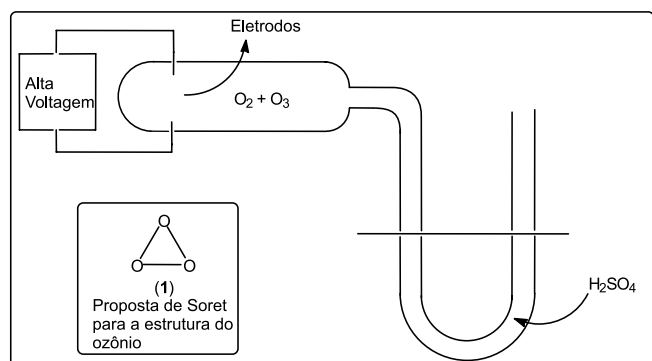 Eletrodos
Alta
Voltagem
O₂ + O₃
O
O
O
(1)
Proposta de Soret
para a estrutura do
ozônio
H₂SO₄